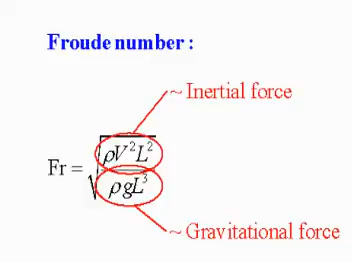 Froude number :
~ Inertial force
Fr = √(ρV²L² / ρgL³)
~ Gravitational force